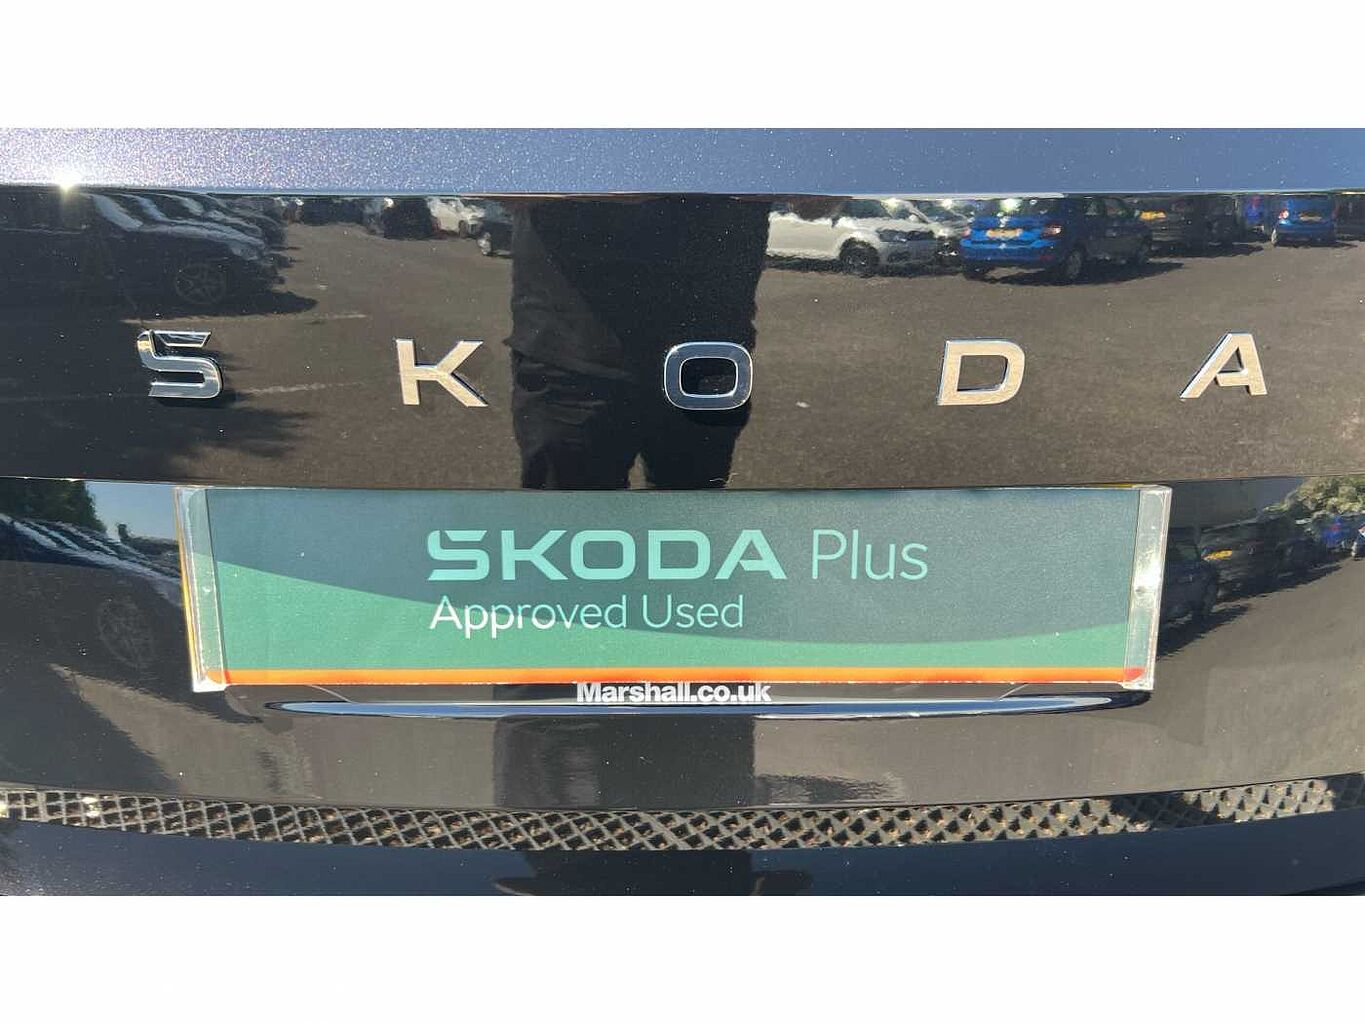 SKODA
SKODA Plus
Approved Used
Marshall.co.uk